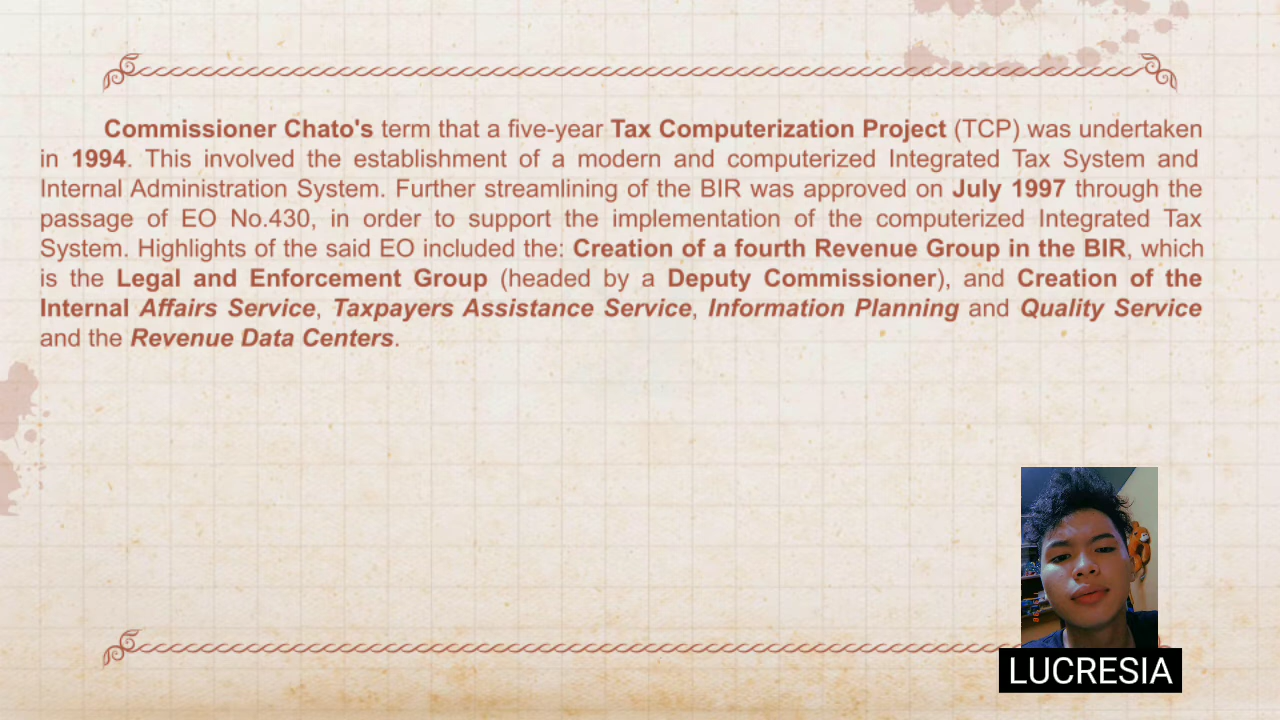 Commissioner Chato's term that a five-year Tax Computerization Project (TCP) was undertaken
in 1994. This involved the establishment of a modern and computerized Integrated Tax System and
Internal Administration System. Further streamlining of the BIR was approved on July 1997 through the
passage of EO No.430, in order to support the implementation of the computerized Integrated Tax
System. Highlights of the said EO included the: Creation of a fourth Revenue Group in the BIR, which
is the Legal and Enforcement Group (headed by a Deputy Commissioner), and Creation of the
Internal Affairs Service, Taxpayers Assistance Service, Information Planning and Quality Service
and the Revenue Data Centers.
LUCRESIA